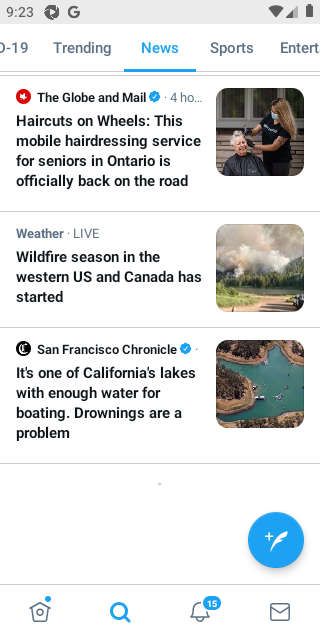 9:23
D-19 Trending News Sports Entert
The Globe and Mail · 4 ho...
Haircuts on Wheels: This
mobile hairdressing service
for seniors in Ontario is
officially back on the road
Weather · LIVE
Wildfire season in the
western US and Canada has
started
San Francisco Chronicle ·
It's one of California's lakes
with enough water for
boating. Drownings are a
problem
15